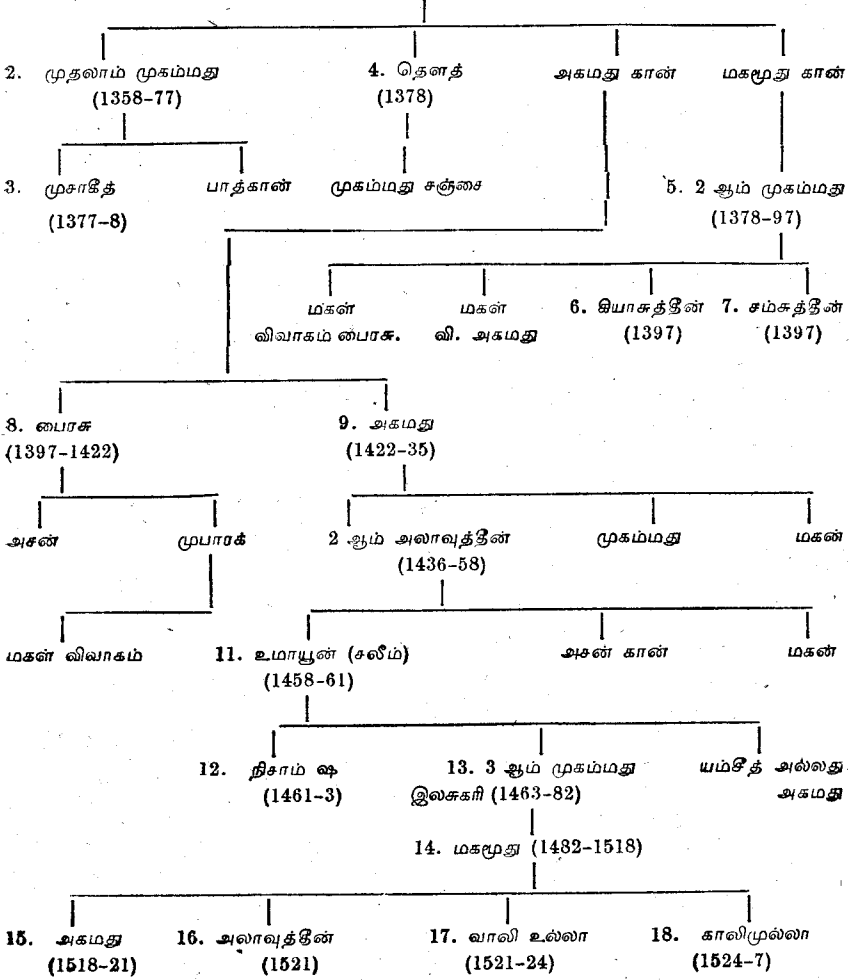 2. முதலாம் முகம்மது 4. தௌத் அகமது கான் மகமூது கான்
(1358-77) (1378)
3. முசாகீத் பாத்கான் முகம்மது சஞ்சை 5. 2 ஆம் முகம்மது
(1377-8) (1378-97)
மகள் மகள் 6. கியாசுத்தீன் 7. சம்சுத்தீன்
விவாகம் பைரசு. வி. அகமது (1397) (1397)
8. பைரசு 9. அகமது
(1397-1422) (1422-35)
அசன் முபாரக் 2 ஆம் அலாவுத்தீன் முகம்மது மகன்
(1436-58)
மகள் விவாகம் 11. உமாயூன் (சலீம்) அசன் கான் மகன்
(1458-61)
12. நிசாம் ஷ 13. 3 ஆம் முகம்மது யம்சீத் அல்லது
(1461-3) இலசுகரி (1463-82) அகமது
14. மகமூது (1482-1518)
15. அகமது 16. அலாவுத்தீன் 17. வாலி உல்லா 18. காலிமுல்லா
(1518-21) (1521) (1521-24) (1524-7)